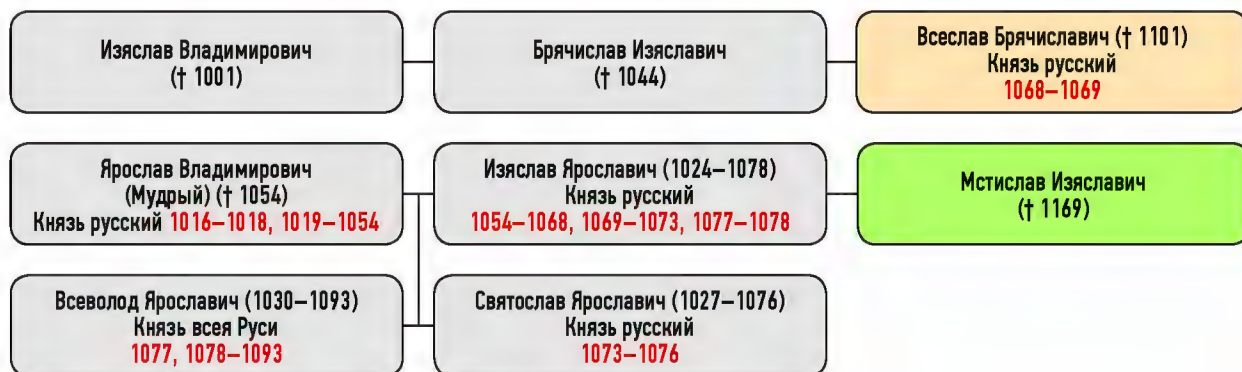 Изяслав Владимирович
(† 1001)
Брячислав Изяславич
(† 1044)
Всеслав Брячиславич († 1101)
Князь русский
1068–1069
Ярослав Владимирович
(Мудрый) († 1054)
Князь русский 1016–1018, 1019–1054
Изяслав Ярославич (1024–1078)
Князь русский
1054–1068, 1069–1073, 1077–1078
Мстислав Изяславич
(† 1169)
Всеволод Ярославич (1030–1093)
Князь всея Руси
1077, 1078–1093
Святослав Ярославич (1027–1076)
Князь русский
1073–1076